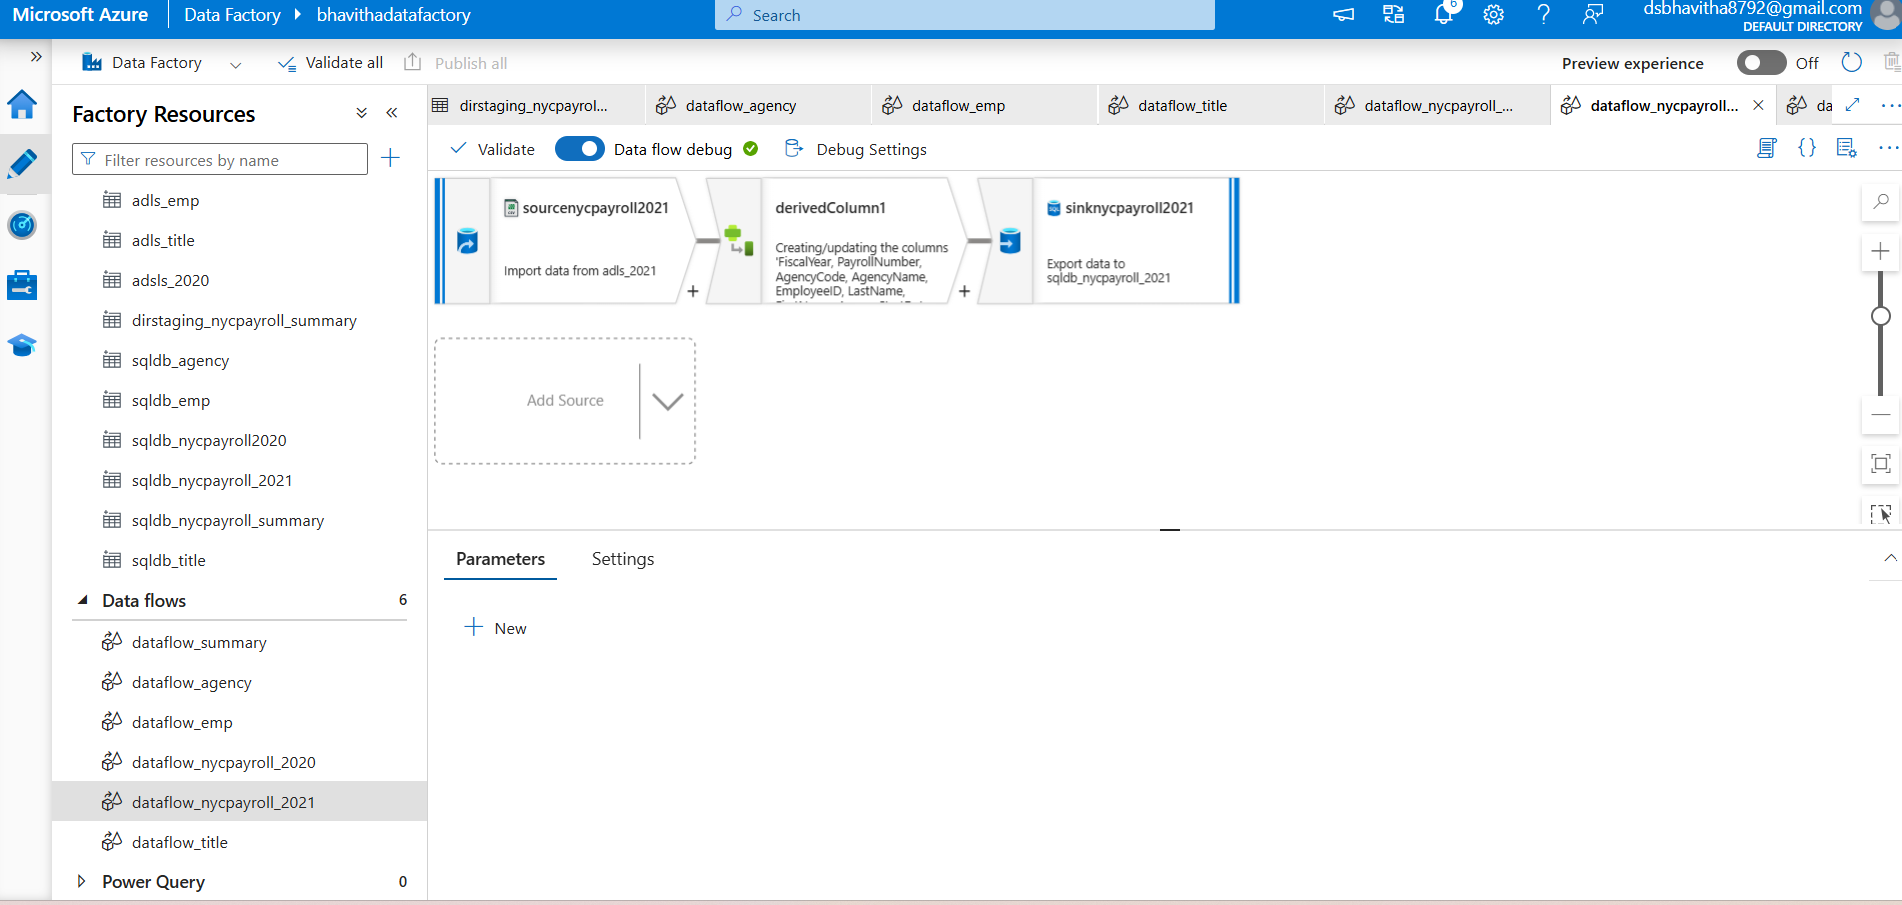 Microsoft Azure
Data Factory
bhavithadatafactory
Search
6
dsbhavitha8792@gmail.com
DEFAULT DIRECTORY
Data Factory
Validate all
Publish all
Preview experience
Off
Factory Resources
Filter resources by name
adls_emp
adls_title
adsls_2020
dirstaging_nycpayroll_summary
sqldb_agency
sqldb_emp
sqldb_nycpayroll2020
sqldb_nycpayroll_2021
sqldb_nycpayroll_summary
sqldb_title
Data flows 6
dataflow_summary
dataflow_agency
dataflow_emp
dataflow_nycpayroll_2020
dataflow_nycpayroll_2021
dataflow_title
Power Query 0
dirstaging_nycpayrol...
dataflow_agency
dataflow_emp
dataflow_title
dataflow_nycpayroll_...
dataflow_nycpayroll...
da
Validate
Data flow debug
Debug Settings
sourcenycpayroll2021
Import data from adls_2021
derivedColumn1
Creating/updating the columns
'FiscalYear, PayrollNumber,
AgencyCode, AgencyName,
EmployeeID, LastName,
sinknycpayroll2021
Export data to
sqldb_nycpayroll_2021
Add Source
Parameters
Settings
New